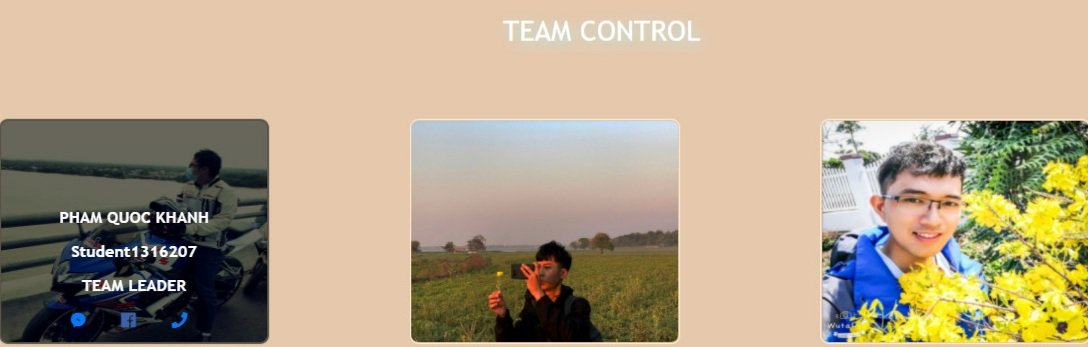 TEAM CONTROL
PHAM QUOC KHANH
Student1316207
TEAM LEADER